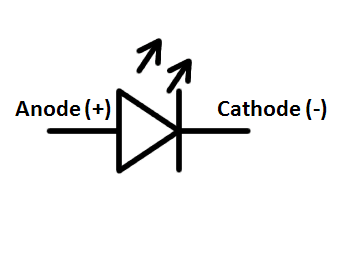 Anode (+)
Cathode (-)